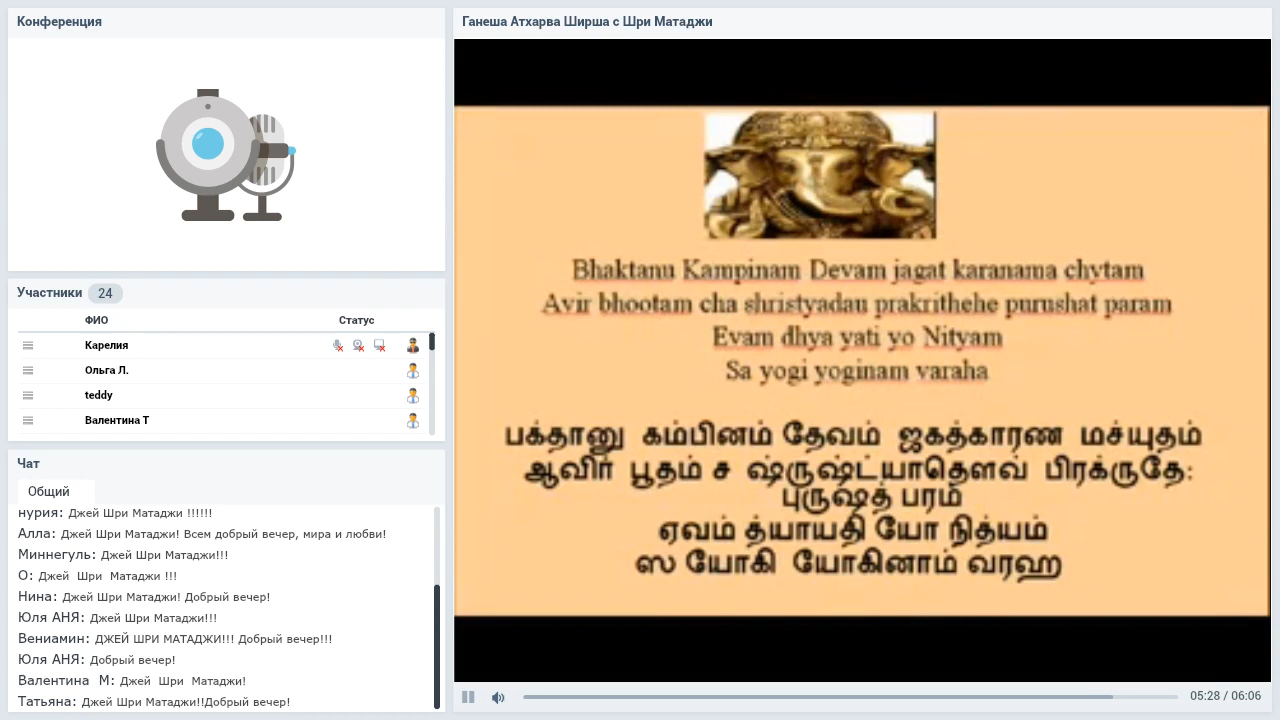 Конференция
Участники 24
ФИО Статус
Карелия
Ольга Л.
teddy
Валентина Т
Чат
Общий
нурия: Джей Шри Матаджи !!!!!!
Алла: Джей Шри Матаджи! Всем добрый вечер, мира и любви!
Миннегуль: Джей Шри Матаджи!!!
О: Джей Шри Матаджи !!!
Нина: Джей Шри Матаджи! Добрый вечер!
Юля АНЯ: Джей Шри Матаджи!!!
Вениамин: ДЖЕЙ ШРИ МАТАДЖИ!!! Добрый вечер!!!
Юля АНЯ: Добрый вечер!
Валентина М: Джей Шри Матаджи!
Татьяна: Джей Шри Матаджи!!Добрый вечер!
Ганеша Атхарва Ширша с Шри Матаджи
Bhaktanu Kampinam Devam jagat karanama chytam
Avir bhootam cha shristyadau prakrithehe purushat param
Evam dhya yati yo Nityam
Sa yogi yoginam varaha
பக்தானு கம்பினம் தேவம் ஜகத்காரண மச்யுதம்
ஆவிர் பூதம் ச ஷ்ருஷ்ட்யாதௌவ் பிரக்ருதே:
புருஷத் பரம்
ஏவம் த்யாயதி யோ நித்யம்
ஸ யோகி யோகினாம் வரஹ
05:28 / 06:06